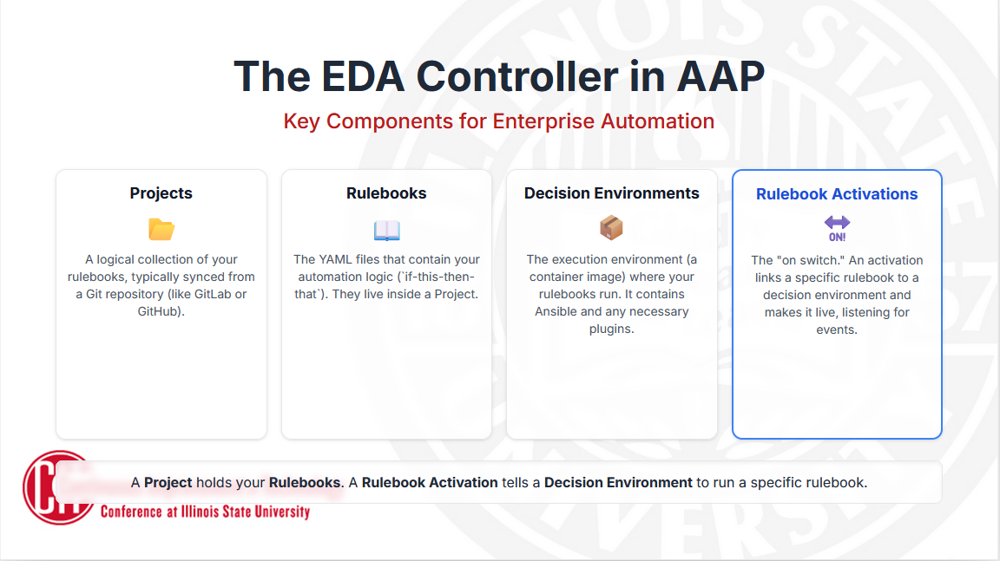 The EDA Controller in AAP
Key Components for Enterprise Automation
Projects
A logical collection of your
rulebooks, typically synced from
a Git repository (like GitLab or
GitHub).
Rulebooks
The YAML files that contain your
automation logic (`if-this-then-
that`). They live inside a Project.
Decision Environments
The execution environment (a
container image) where your
rulebooks run. It contains
Ansible and any necessary
plugins.
Rulebook Activations
ON!
The "on switch." An activation
links a specific rulebook to a
decision environment and
makes it live, listening for
events.
A Project holds your Rulebooks. A Rulebook Activation tells a Decision Environment to run a specific rulebook.
Conference at Illinois State University
ILLINOIS STATE